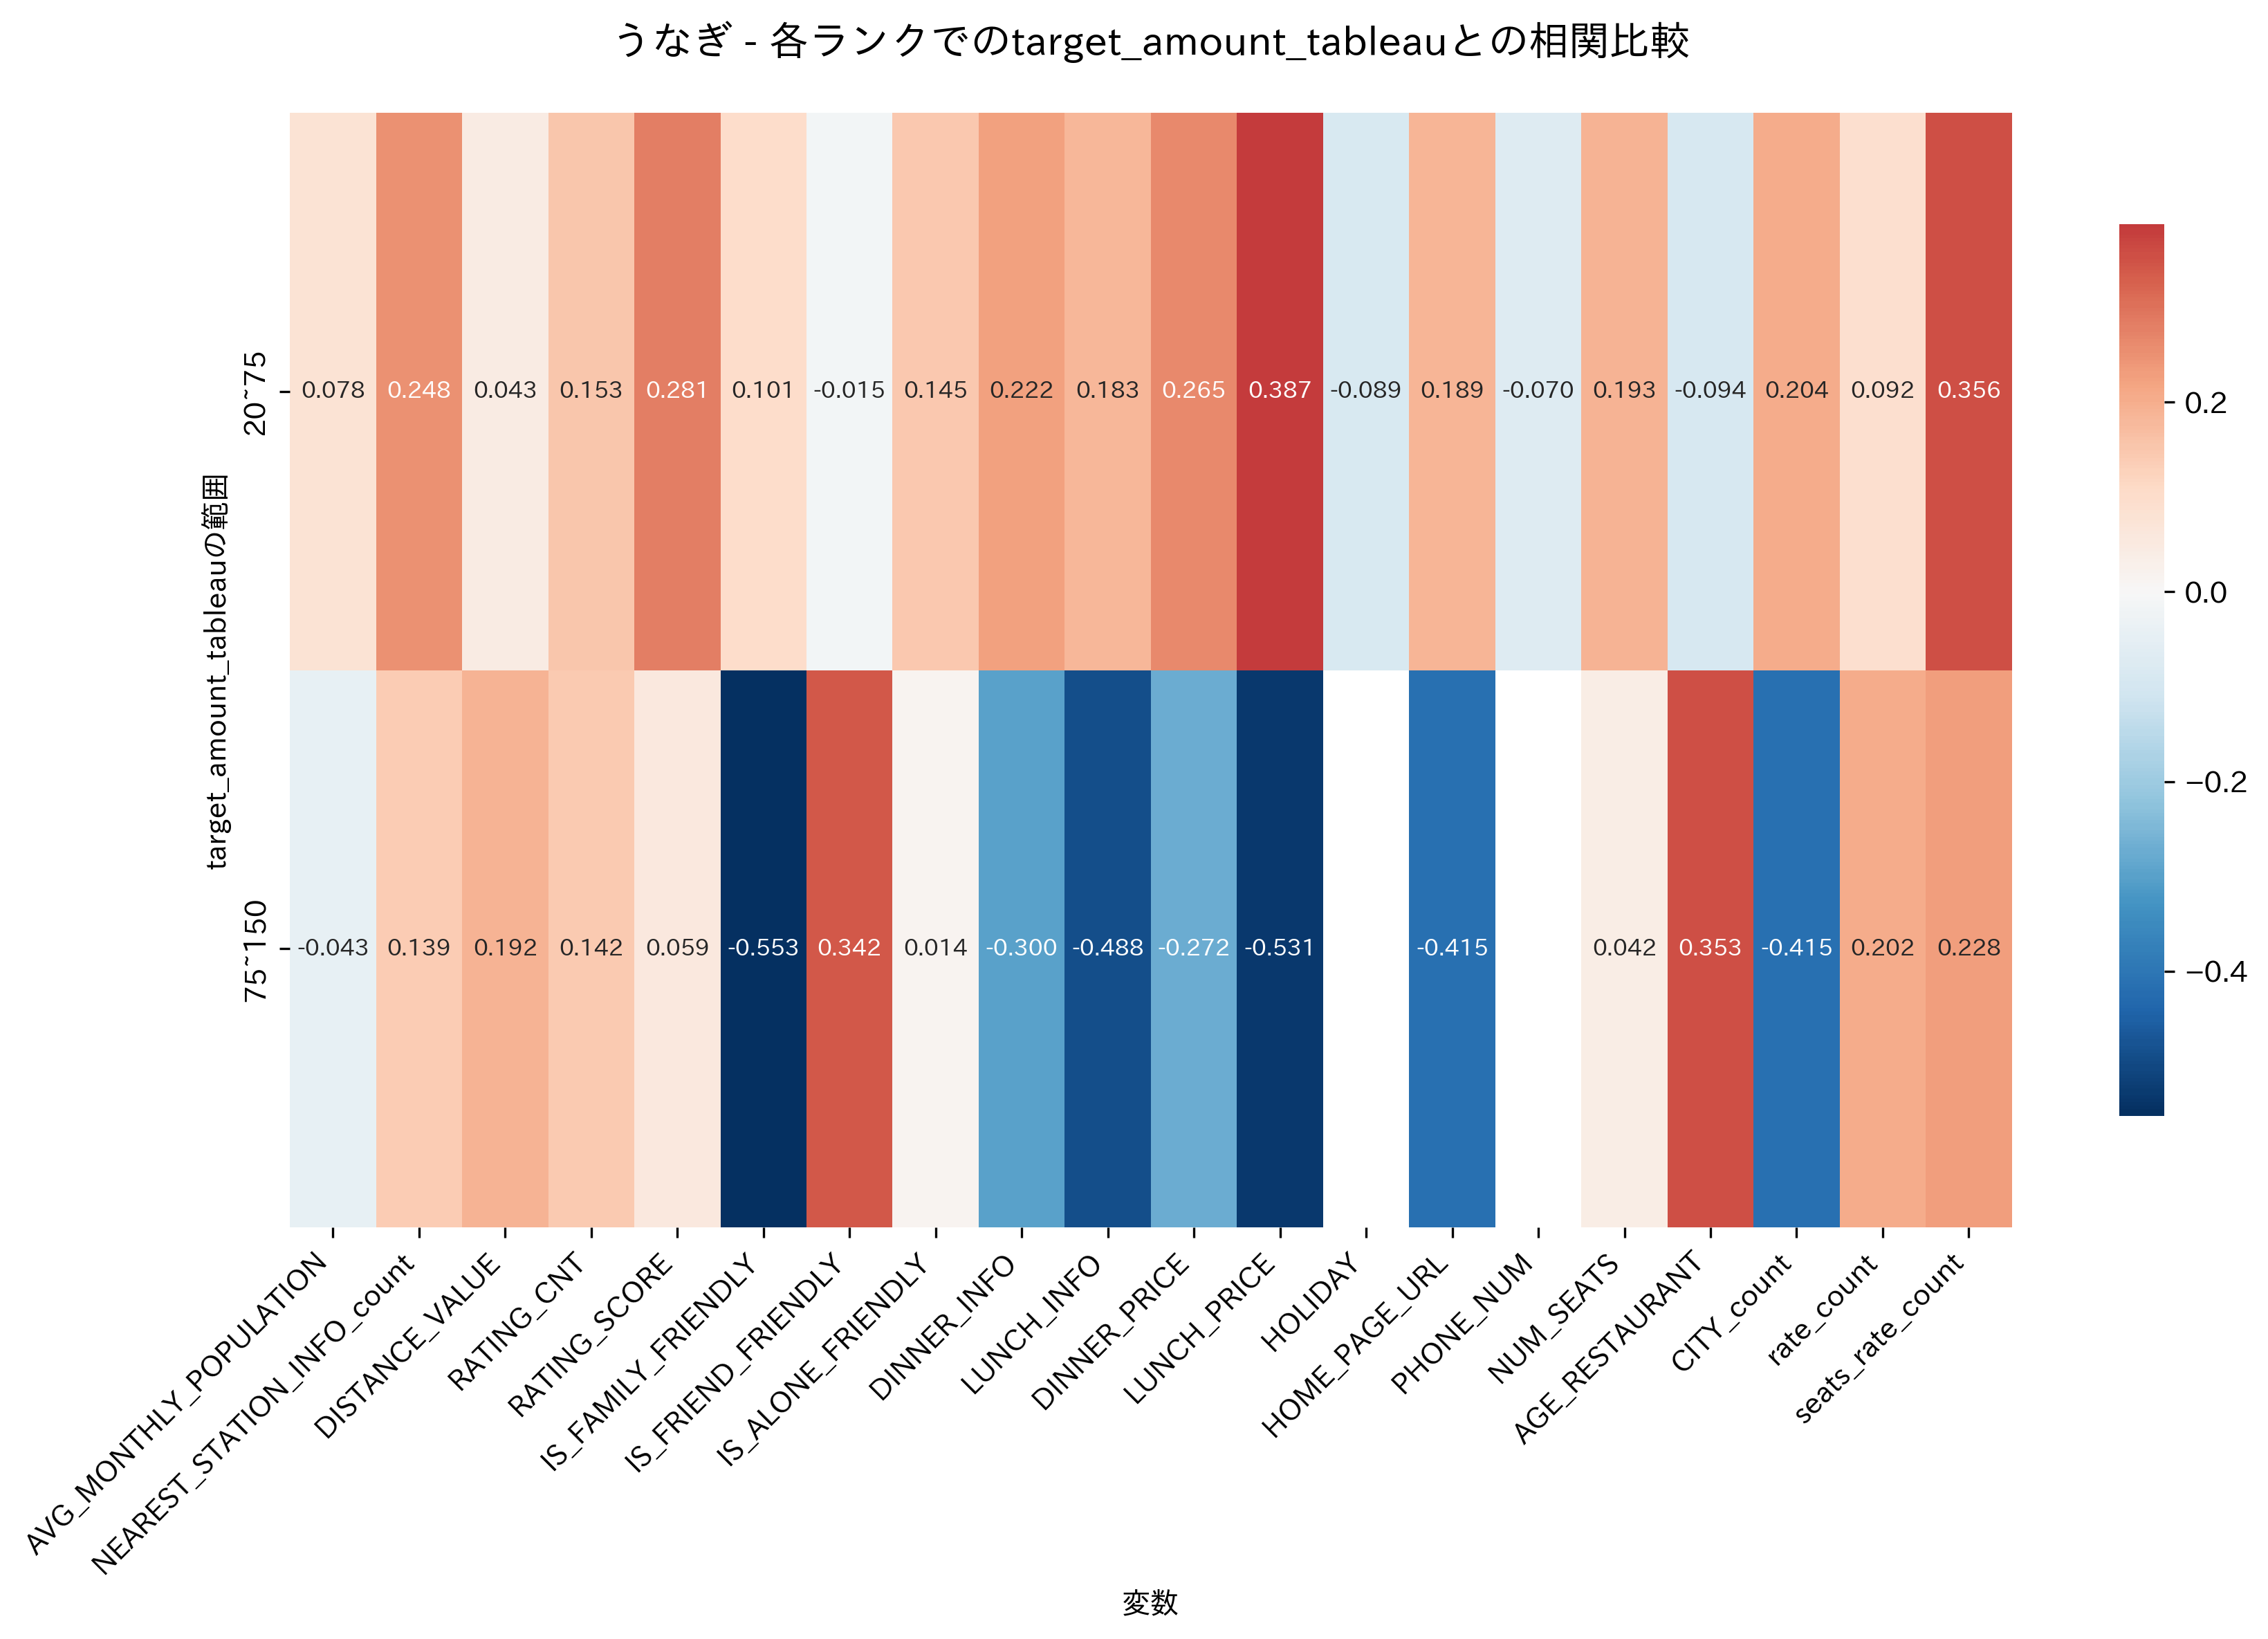 うなぎ - 各ランクでのtarget_amount_tableauとの相関比較
target_amount_tableauの範囲
20~75
0.078 0.248 0.043 0.153 0.281 0.101 -0.015 0.145 0.222 0.183 0.265 0.387 -0.089 0.189 -0.070 0.193 -0.094 0.204 0.092 0.356
75~150
-0.043 0.139 0.192 0.142 0.059 -0.553 0.342 0.014 -0.300 -0.488 -0.272 -0.531 -0.415 0.042 0.353 -0.415 0.202 0.228
AVG_MONTHLY_POPULATION
NEAREST_STATION_INFO_count
DISTANCE_VALUE
RATING_CNT
RATING_SCORE
IS_FAMILY_FRIENDLY
IS_FRIEND_FRIENDLY
IS_ALONE_FRIENDLY
DINNER_INFO
LUNCH_INFO
DINNER_PRICE
LUNCH_PRICE
HOLIDAY
HOME_PAGE_URL
PHONE_NUM
NUM_SEATS
AGE_RESTAURANT
CITY_count
rate_count
seats_rate_count
変数
0.2
0.0
−0.2
−0.4